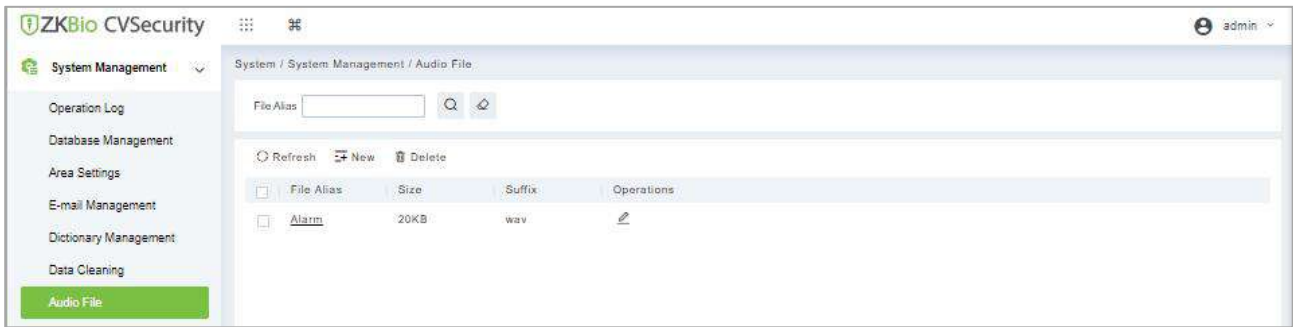 ZKBio CVSecurity
admin
System Management
System / System Management / Audio File
Operation Log
File Alias
Database Management
Refresh New Delete
Area Settings
File Alias Size Suffix Operations
E-mail Management
Alarm 20KB wav
Dictionary Management
Data Cleaning
Audio File